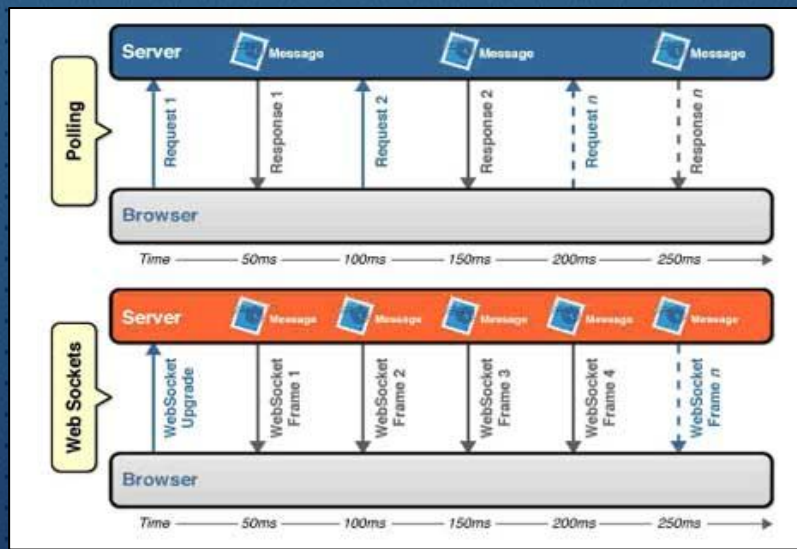 Polling
Server
Message
Message
Message
Request 1
Response 1
Request 2
Response 2
Request n
Response n
Browser
Time 50ms 100ms 150ms 200ms 250ms
Web Sockets
Server
Message
Message
Message
Message
Message
WebSocket
Upgrade
WebSocket
Frame 1
WebSocket
Frame 2
WebSocket
Frame 3
WebSocket
Frame 4
WebSocket
Frame n
Browser
Time 50ms 100ms 150ms 200ms 250ms